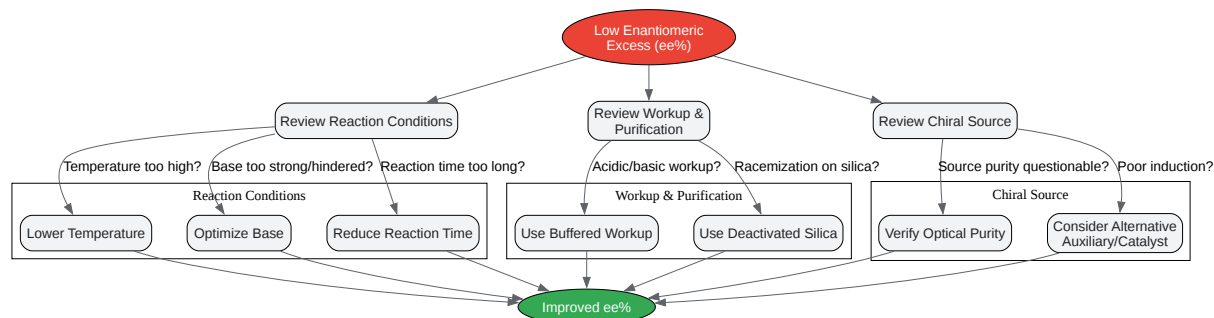 Low Enantiomeric
Excess (ee%)
Review Reaction Conditions
Review Workup &
Purification
Review Chiral Source
Temperature too high?
Base too strong/hindered?
Reaction time too long?
Acidic/basic workup?
Racemization on silica?
Source purity questionable?
Poor induction?
Reaction Conditions
Workup & Purification
Chiral Source
Lower Temperature
Optimize Base
Reduce Reaction Time
Use Buffered Workup
Use Deactivated Silica
Verify Optical Purity
Consider Alternative
Auxiliary/Catalyst
Improved ee%